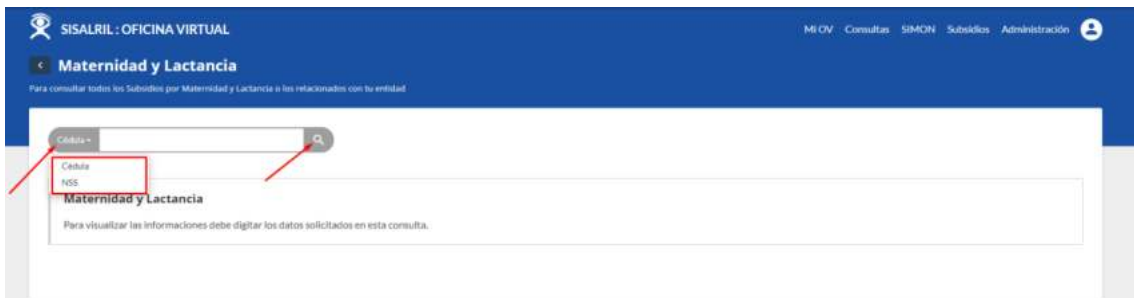 SISALRIL : OFICINA VIRTUAL
Mi OV Consultas SIMON Subsidios Administración
Maternidad y Lactancia
Para consultar todos los Subsidios por Maternidad y Lactancia o los relacionados con tu entidad
Cédula
Cédula
NSS
Maternidad y Lactancia
Para visualizar las informaciones debe digitar los datos solicitados en esta consulta.